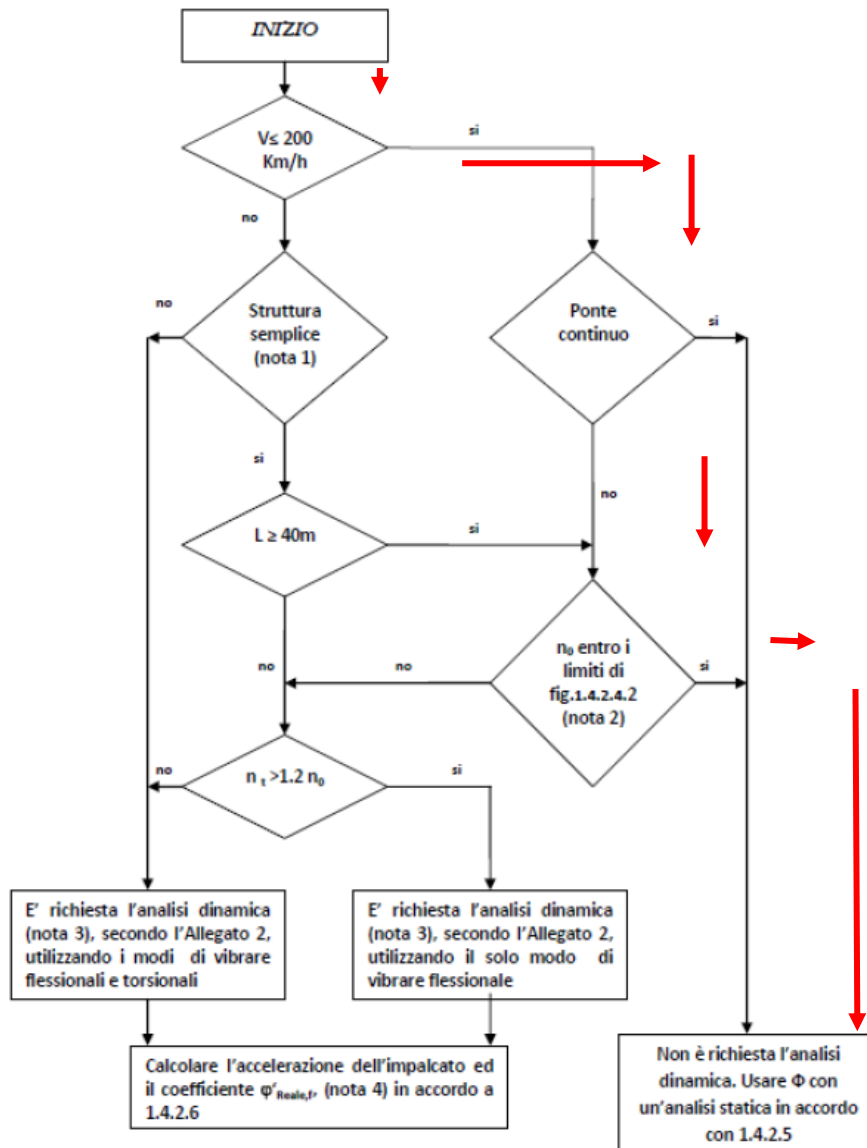 INIZIO
V≤ 200
Km/h
si
no
no
Struttura
semplice
(nota 1)
Ponte
continuo
si
si
no
L ≥ 40m
si
no
no
n₀ entro i
limiti di
fig.1.4.2.4.2
(nota 2)
si
no
n t >1.2 n₀
si
E' richiesta l'analisi dinamica
(nota 3), secondo l'Allegato 2,
utilizzando i modi di vibrare
flessionali e torsionali
E' richiesta l'analisi dinamica
(nota 3), secondo l'Allegato 2,
utilizzando il solo modo di
vibrare flessionale
Calcolare l'accelerazione dell'impalcato ed
il coefficiente φ'Reale,f, (nota 4) in accordo a
1.4.2.6
Non è richiesta l'analisi
dinamica. Usare Φ con
un'analisi statica in accordo
con 1.4.2.5